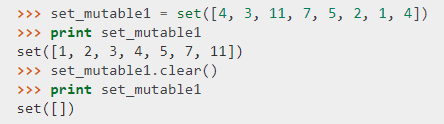 >>> set_mutable1 = set([4, 3, 11, 7, 5, 2, 1, 4])
>>> print set_mutable1
set([1, 2, 3, 4, 5, 7, 11])
>>> set_mutable1.clear()
>>> print set_mutable1
set([])